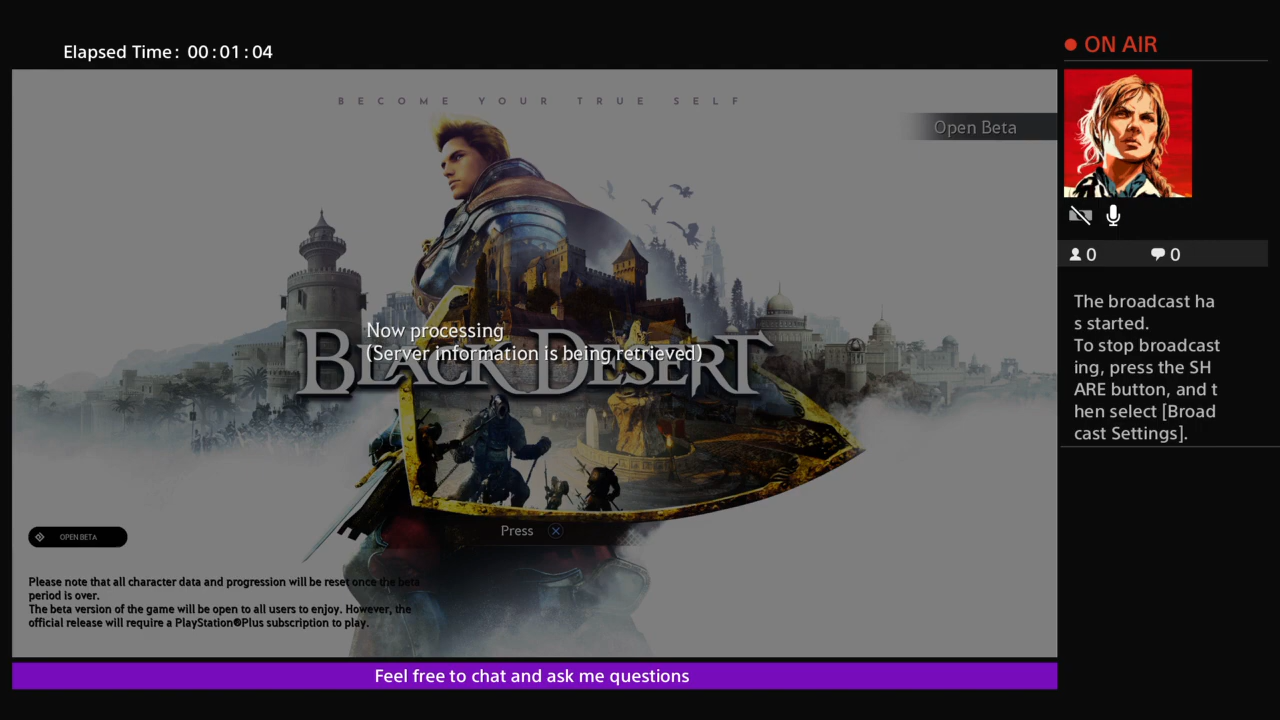 Elapsed Time: 00:01:04
ON AIR
BECOME YOUR TRUE SELF
Open Beta
0
0
Now processing
(Server information is being retrieved)
BLACK DESERT
The broadcast ha
s started.
To stop broadcast
ing, press the SH
ARE button, and t
hen select [Broad
cast Settings].
Press
OPEN BETA
Please note that all character data and progression will be reset once the beta
period is over.
The beta version of the game will be open to all users to enjoy. However, the
official release will require a PlayStation®Plus subscription to play.
Feel free to chat and ask me questions